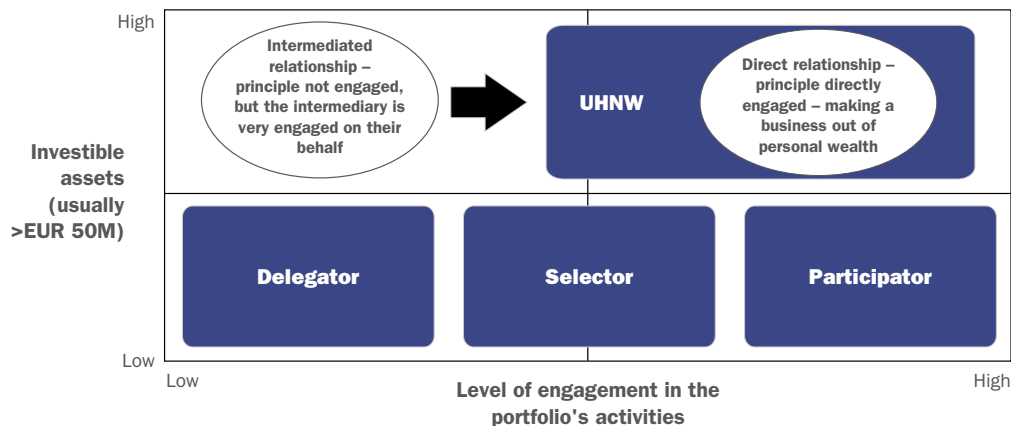 High
Intermediated
relationship –
principle not engaged,
but the intermediary is
very engaged on their
behalf
UHNW
Direct relationship –
principle directly
engaged – making a
business out of
personal wealth
Investible
assets
(usually
>EUR 50M)
Delegator
Selector
Participator
Low
Low
High
Level of engagement in the
portfolio's activities